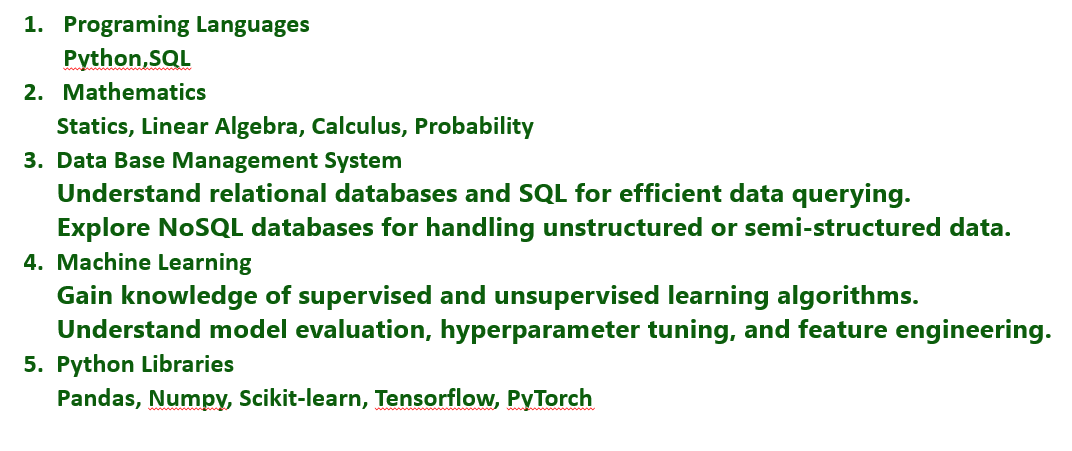 1. Programing Languages
Python,SQL
2. Mathematics
Statics, Linear Algebra, Calculus, Probability
3. Data Base Management System
Understand relational databases and SQL for efficient data querying.
Explore NoSQL databases for handling unstructured or semi-structured data.
4. Machine Learning
Gain knowledge of supervised and unsupervised learning algorithms.
Understand model evaluation, hyperparameter tuning, and feature engineering.
5. Python Libraries
Pandas, Numpy, Scikit-learn, Tensorflow, PyTorch